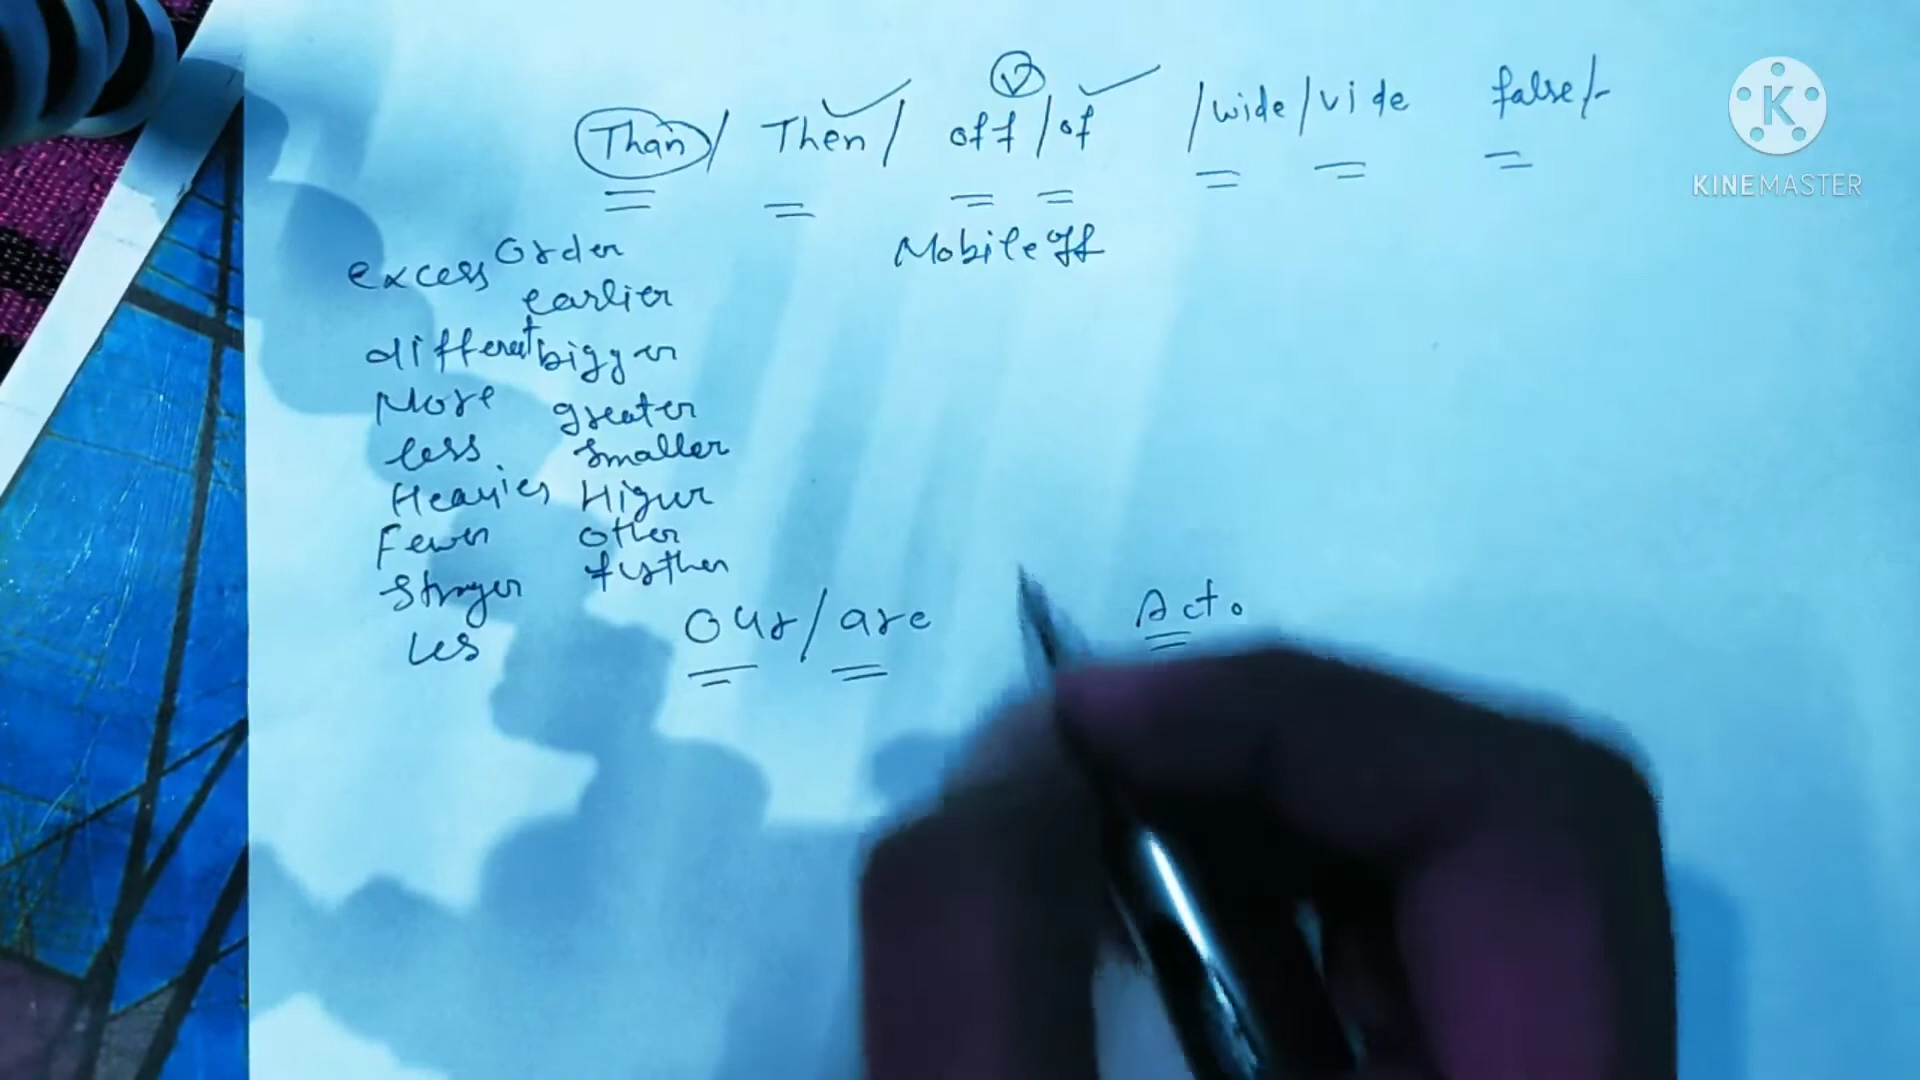 Than / Then / off / of / wide / vide false /-
KINEMASTER
Order Mobile off
excess
earlier
different bigger
More greater
less smaller
Heavier Higher
Fewer other
Stronger further
Les our / are Act.